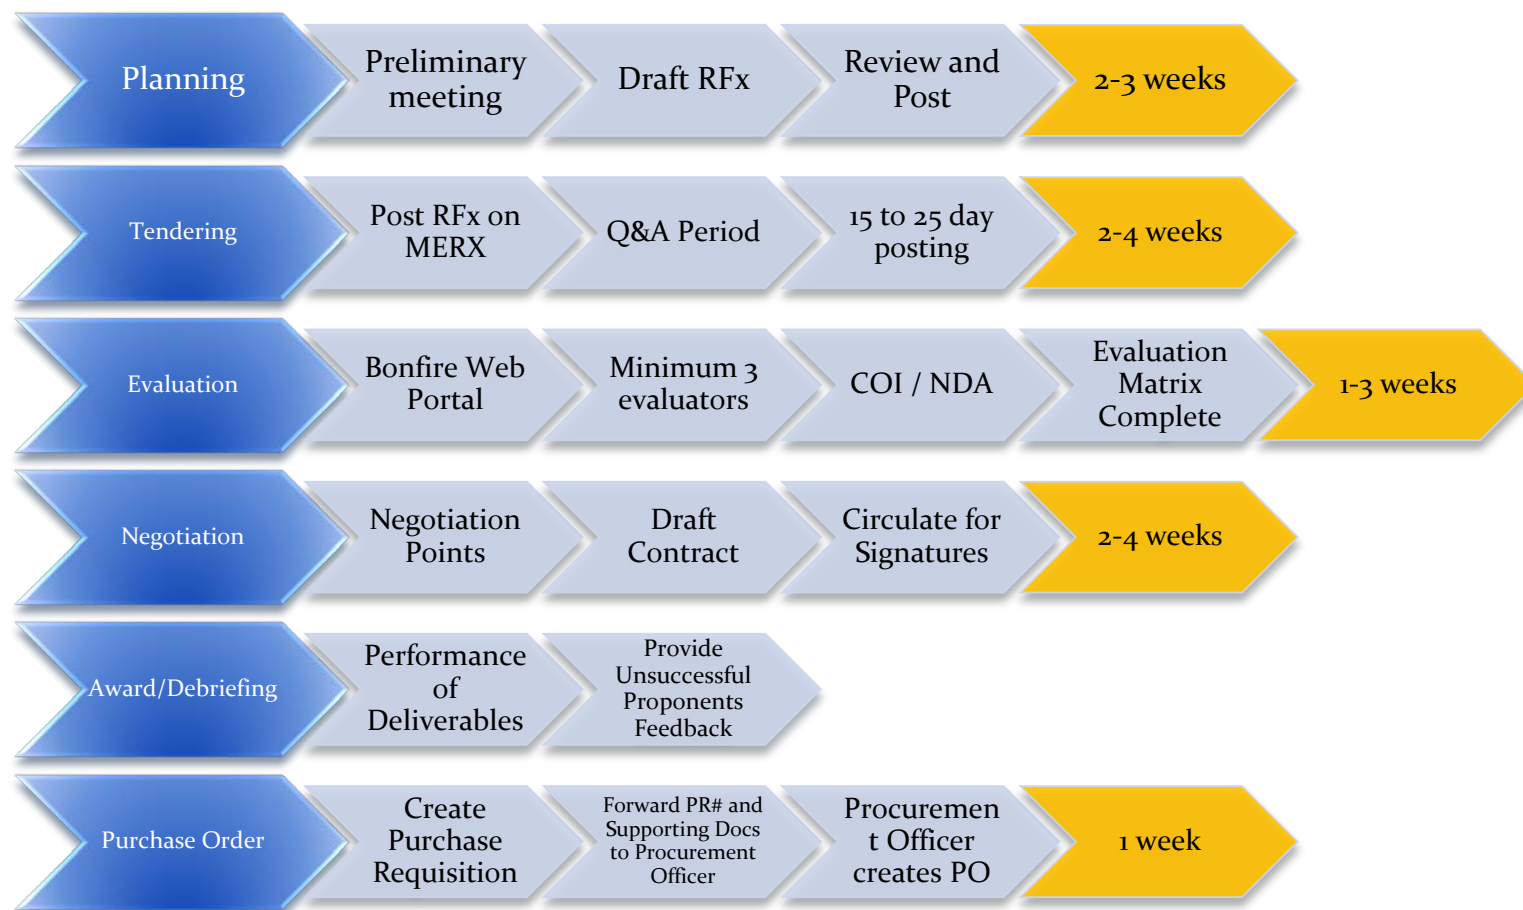 Planning
Preliminary
meeting
Draft RFx
Review and
Post
2-3 weeks
Tendering
Post RFx on
MERX
Q&A Period
15 to 25 day
posting
2-4 weeks
Evaluation
Bonfire Web
Portal
Minimum 3
evaluators
COI / NDA
Evaluation
Matrix
Complete
1-3 weeks
Negotiation
Negotiation
Points
Draft
Contract
Circulate for
Signatures
2-4 weeks
Award/Debriefing
Performance
of
Deliverables
Provide
Unsuccessful
Proponents
Feedback
Purchase Order
Create
Purchase
Requisition
Forward PR# and
Supporting Docs
to Procurement
Officer
Procuremen
t Officer
creates PO
1 week